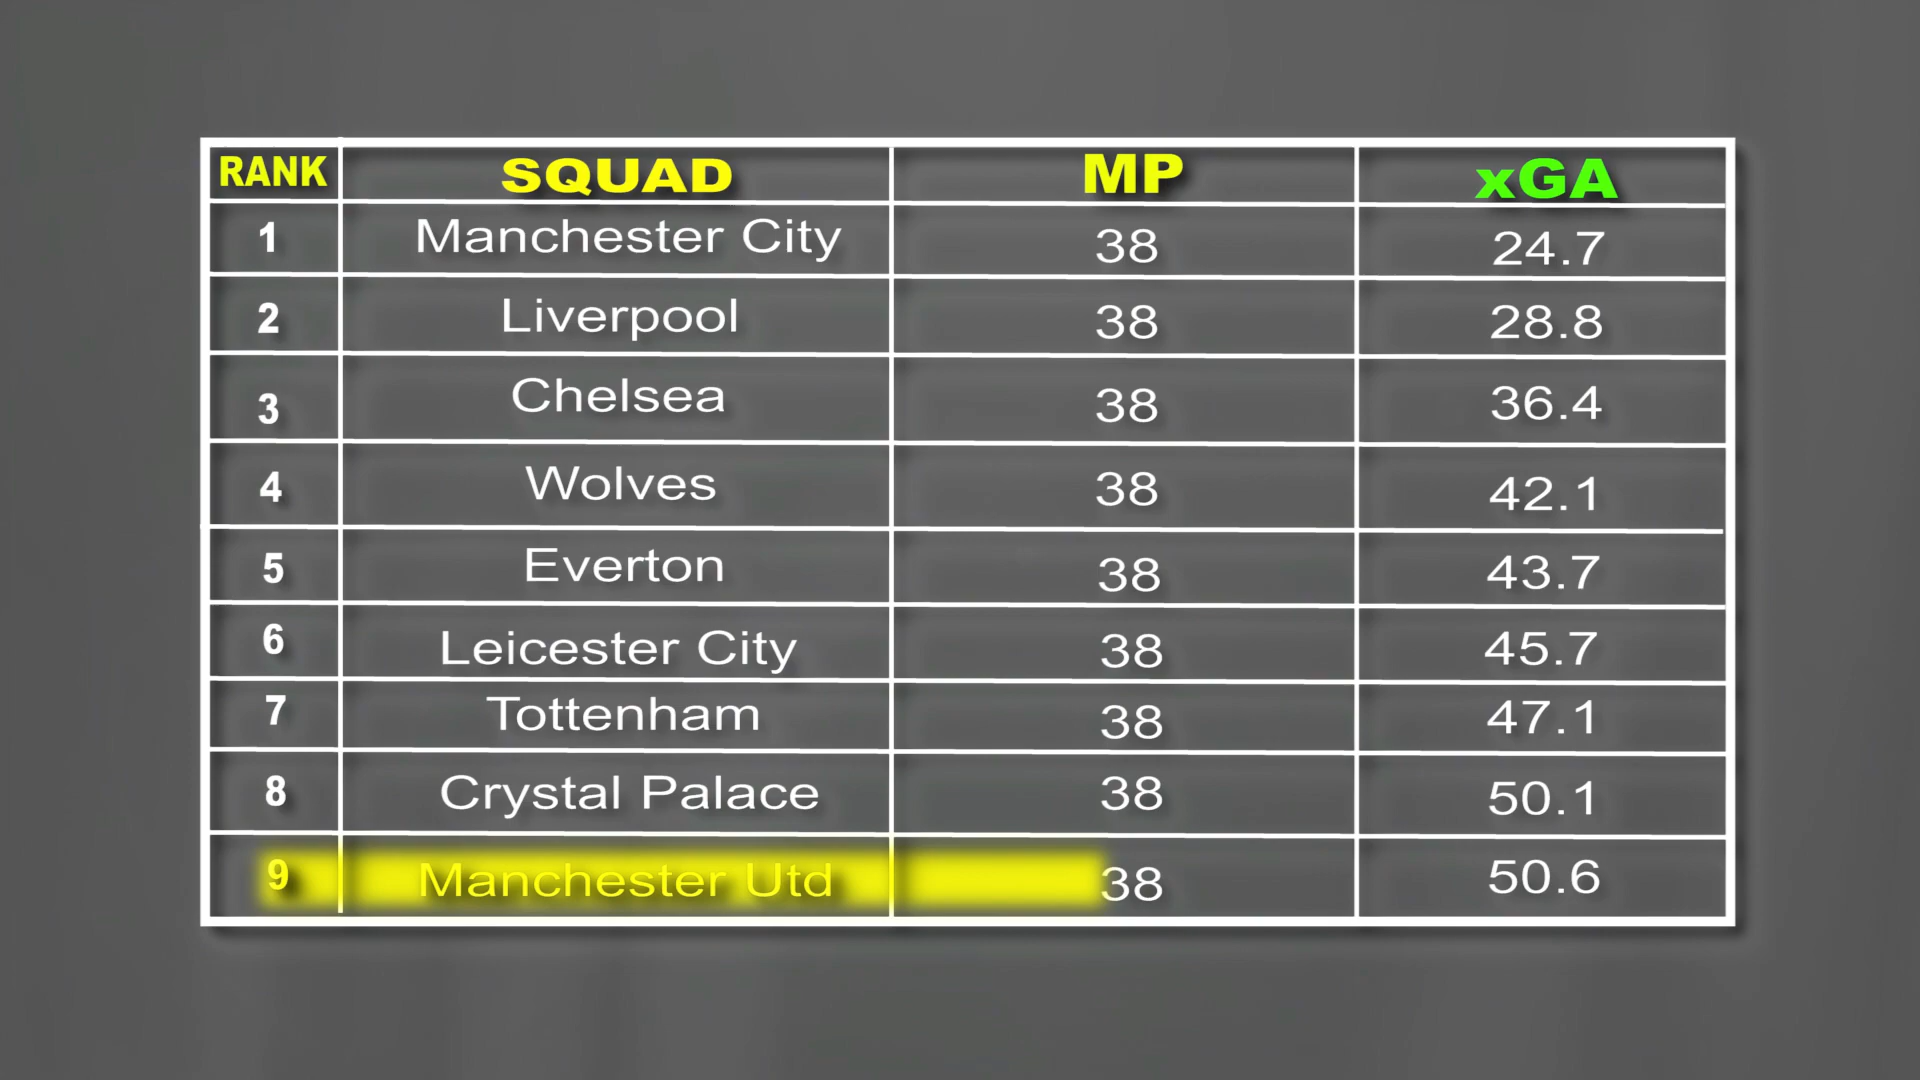 RANK SQUAD MP xGA
1 Manchester City 38 24.7
2 Liverpool 38 28.8
3 Chelsea 38 36.4
4 Wolves 38 42.1
5 Everton 38 43.7
6 Leicester City 38 45.7
7 Tottenham 38 47.1
8 Crystal Palace 38 50.1
9 Manchester Utd 38 50.6